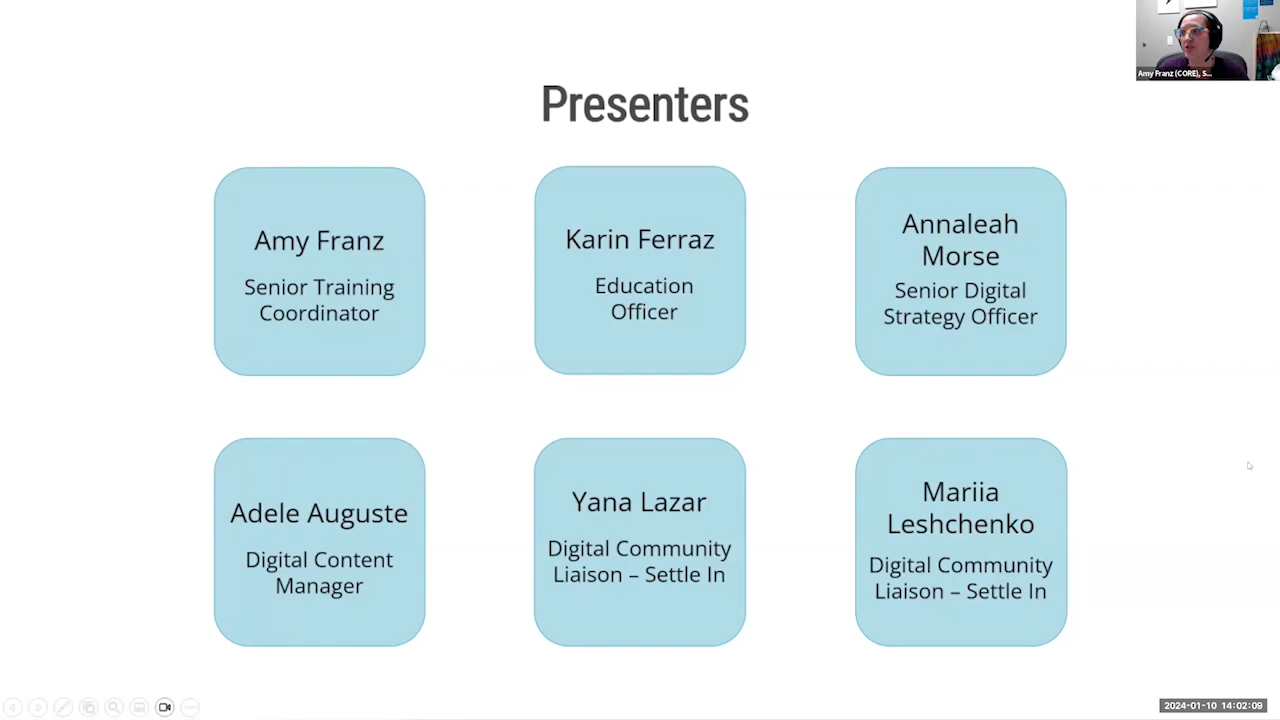 Amy Franz (CORE), S...
Presenters
Amy Franz
Senior Training
Coordinator
Karin Ferraz
Education
Officer
Annaleah
Morse
Senior Digital
Strategy Officer
Adele Auguste
Digital Content
Manager
Yana Lazar
Digital Community
Liaison – Settle In
Mariia
Leshchenko
Digital Community
Liaison – Settle In
2024-01-10 14:02:09